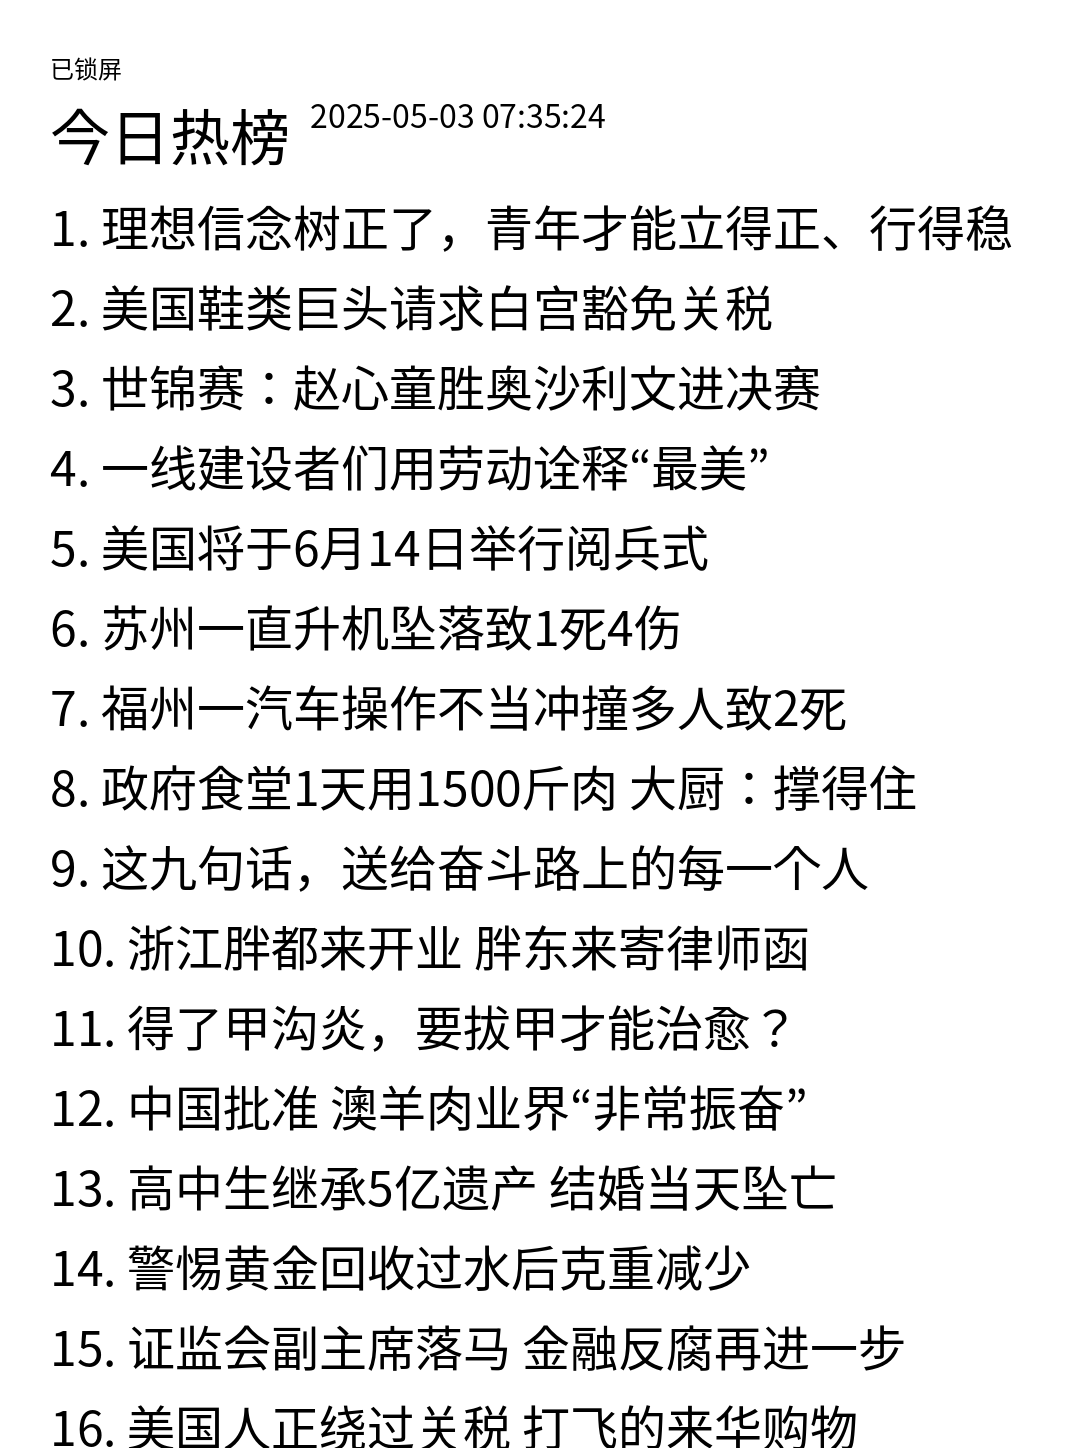 已锁屏
今日热榜 2025-05-03 07:35:24
1. 理想信念树正了，青年才能立得正、行得稳
2. 美国鞋类巨头请求白宫豁免关税
3. 世锦赛：赵心童胜奥沙利文进决赛
4. 一线建设者们用劳动诠释“最美”
5. 美国将于6月14日举行阅兵式
6. 苏州一直升机坠落致1死4伤
7. 福州一汽车操作不当冲撞多人致2死
8. 政府食堂1天用1500斤肉 大厨：撑得住
9. 这九句话，送给奋斗路上的每一个人
10. 浙江胖都来开业 胖东来寄律师函
11. 得了甲沟炎，要拔甲才能治愈？
12. 中国批准 澳羊肉业界“非常振奋”
13. 高中生继承5亿遗产 结婚当天坠亡
14. 警惕黄金回收过水后克重减少
15. 证监会副主席落马 金融反腐再进一步
16. 美国人正绕过关税 打飞的来华购物